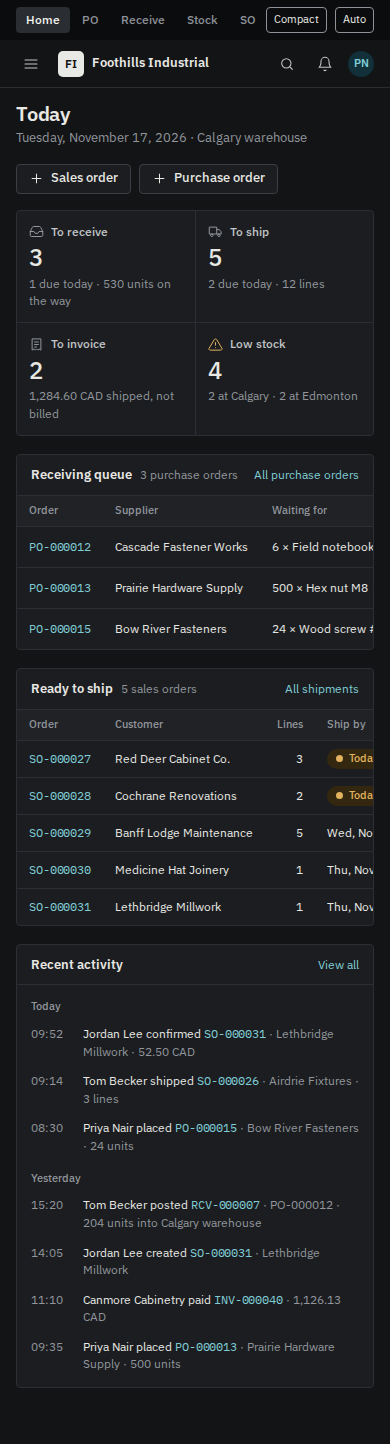 Home PO Receive Stock SO Compact Auto
FI Foothills Industrial PN
Today
Tuesday, November 17, 2026 · Calgary warehouse
Sales order Purchase order
To receive To ship
3 5
1 due today · 530 units on 2 due today · 12 lines
the way
To invoice Low stock
2 4
1,284.60 CAD shipped, not 2 at Calgary · 2 at Edmonton
billed
Receiving queue 3 purchase orders All purchase orders
Order Supplier Waiting for
PO-000012 Cascade Fastener Works 6 × Field notebook
PO-000013 Prairie Hardware Supply 500 × Hex nut M8
PO-000015 Bow River Fasteners 24 × Wood screw #
Ready to ship 5 sales orders All shipments
Order Customer Lines Ship by
SO-000027 Red Deer Cabinet Co. 3 Toda
SO-000028 Cochrane Renovations 2 Toda
SO-000029 Banff Lodge Maintenance 5 Wed, No
SO-000030 Medicine Hat Joinery 1 Thu, Nov
SO-000031 Lethbridge Millwork 1 Thu, Nov
Recent activity View all
Today
09:52 Jordan Lee confirmed SO-000031 · Lethbridge
Millwork · 52.50 CAD
09:14 Tom Becker shipped SO-000026 · Airdrie Fixtures ·
3 lines
08:30 Priya Nair placed PO-000015 · Bow River Fasteners
· 24 units
Yesterday
15:20 Tom Becker posted RCV-000007 · PO-000012 ·
204 units into Calgary warehouse
14:05 Jordan Lee created SO-000031 · Lethbridge
Millwork
11:10 Canmore Cabinetry paid INV-000040 · 1,126.13
CAD
09:35 Priya Nair placed PO-000013 · Prairie Hardware
Supply · 500 units